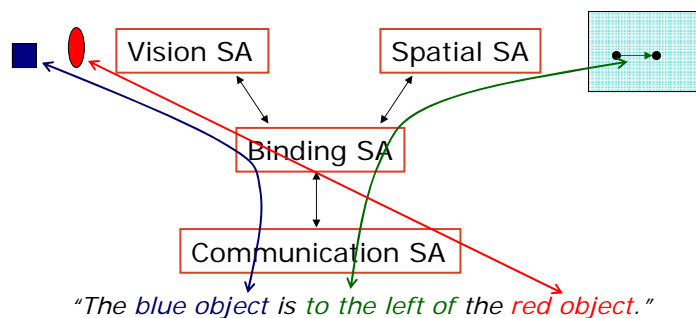 Vision SA
Spatial SA
Binding SA
Communication SA
“The blue object is to the left of the red object.”